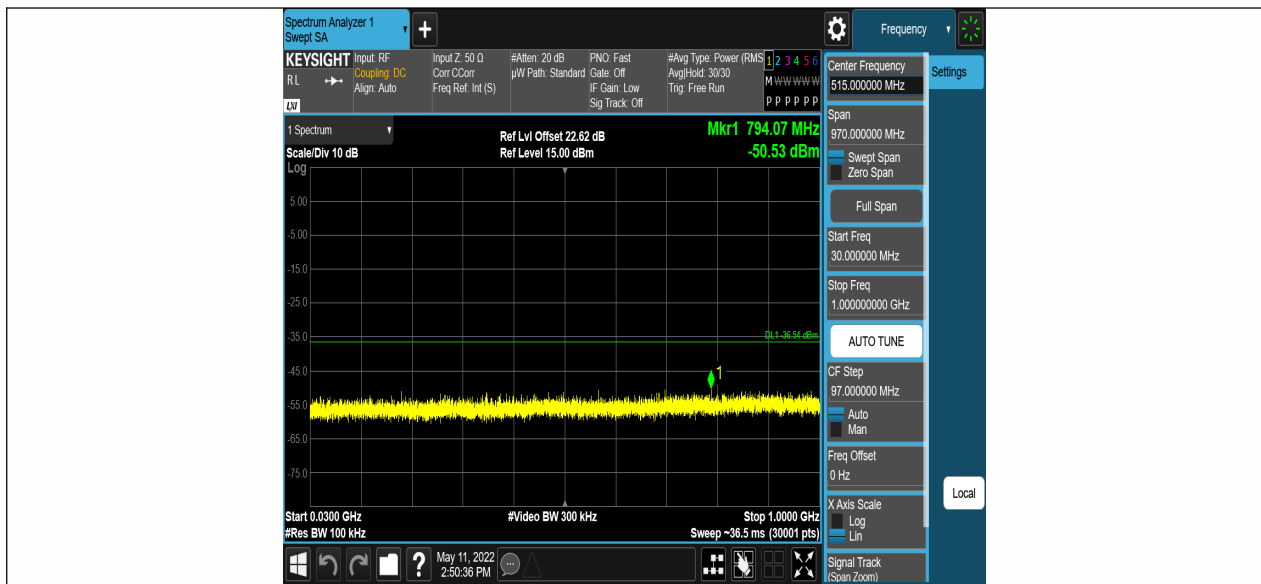 Spectrum Analyzer 1
Swept SA
+
Frequency
KEYSIGHT
RL
LXI
Input: RF
Coupling: DC
Align: Auto
Input Z: 50 Ω
Corr CCorr
Freq Ref: Int (S)
#Atten: 20 dB
µW Path: Standard
PNO: Fast
Gate: Off
IF Gain: Low
Sig Track: Off
#Avg Type: Power (RMS
Avg|Hold: 30/30
Trig: Free Run
1 2 3 4 5 6
M W W W W W
P P P P P P
1 Spectrum
Scale/Div 10 dB
Log
Ref Lvl Offset 22.62 dB
Ref Level 15.00 dBm
Mkr1 794.07 MHz
-50.53 dBm
5.00
-5.00
-15.0
-25.0
-35.0
-45.0
-55.0
-65.0
-75.0
DL1 -36.54 dBm
1
Start 0.0300 GHz
#Res BW 100 kHz
#Video BW 300 kHz
Stop 1.0000 GHz
Sweep ~36.5 ms (30001 pts)
Center Frequency
515.000000 MHz
Span
970.000000 MHz
Swept Span
Zero Span
Full Span
Start Freq
30.000000 MHz
Stop Freq
1.000000000 GHz
AUTO TUNE
CF Step
97.000000 MHz
Auto
Man
Freq Offset
0 Hz
X Axis Scale
Log
Lin
Signal Track
(Span Zoom)
Settings
Local
?
May 11, 2022
2:50:36 PM